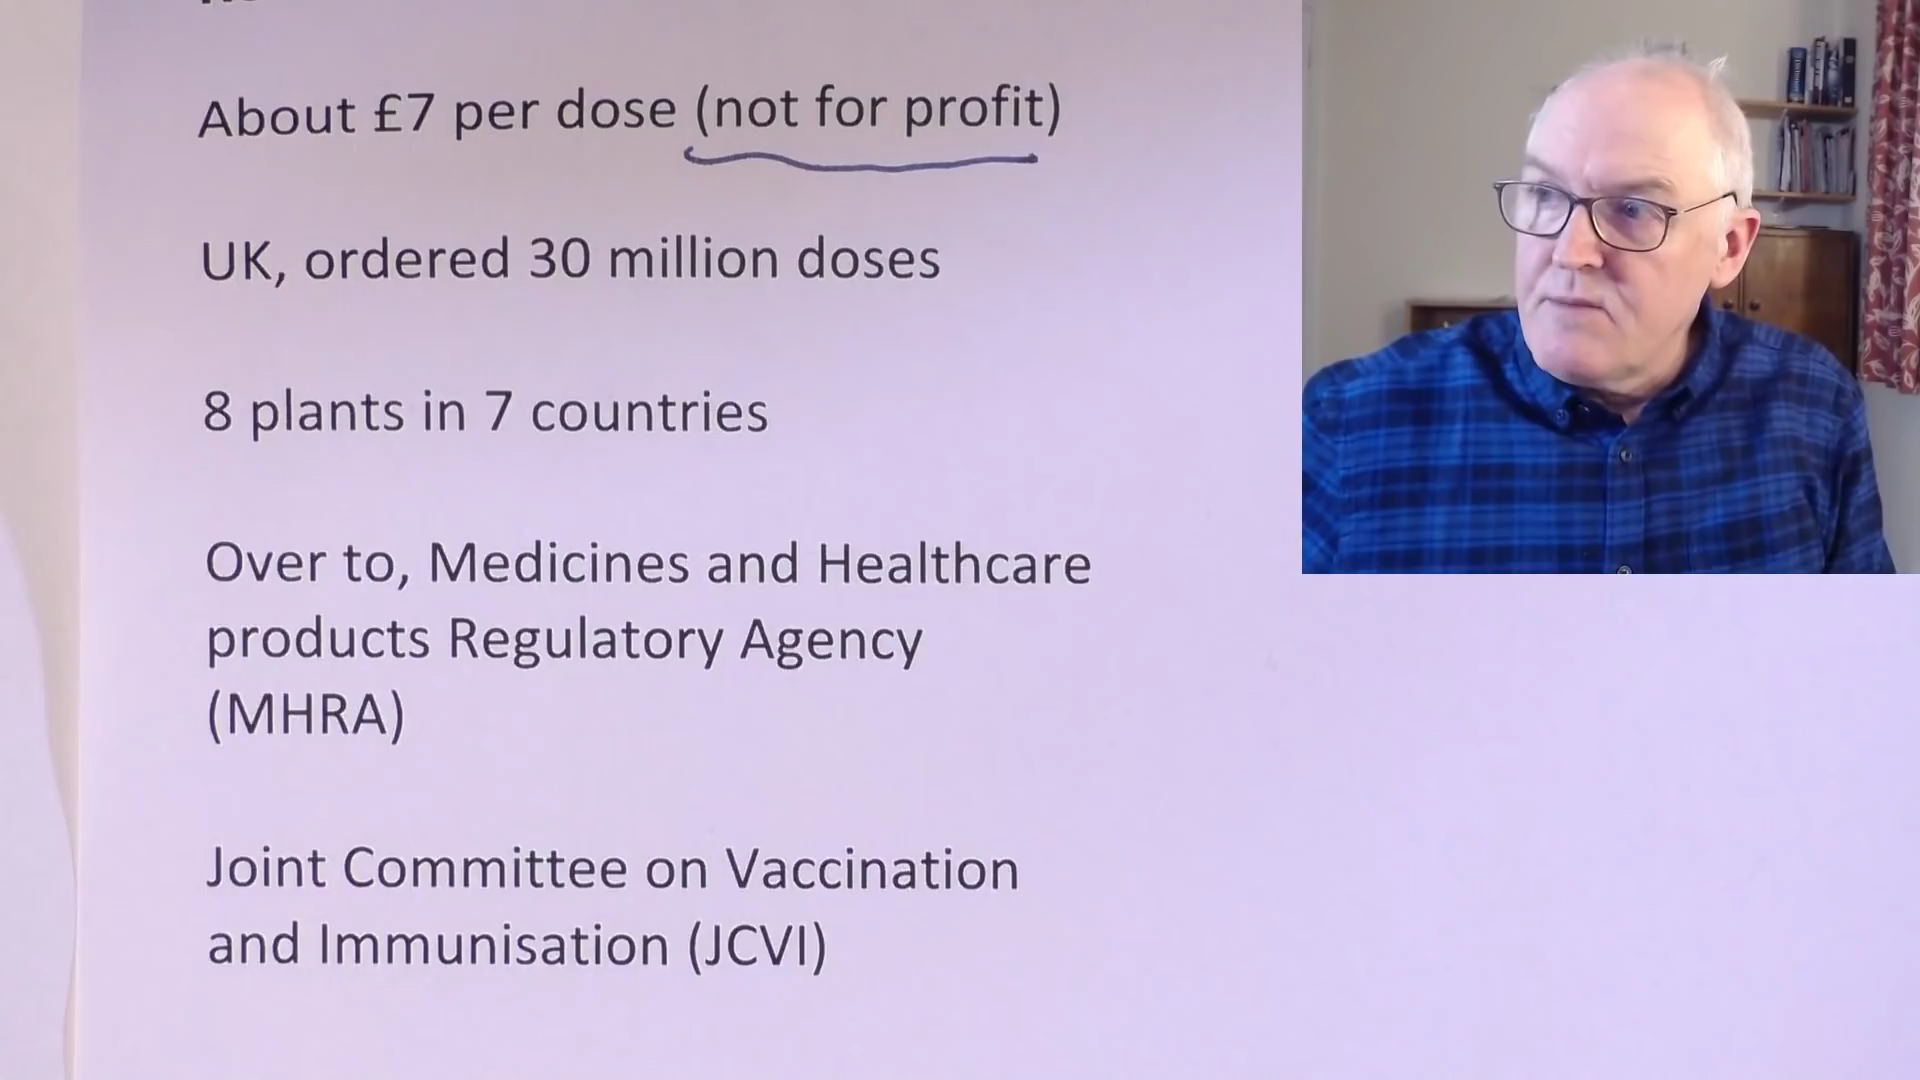 About £7 per dose (not for profit)
UK, ordered 30 million doses
8 plants in 7 countries
Over to, Medicines and Healthcare
products Regulatory Agency
(MHRA)
Joint Committee on Vaccination
and Immunisation (JCVI)